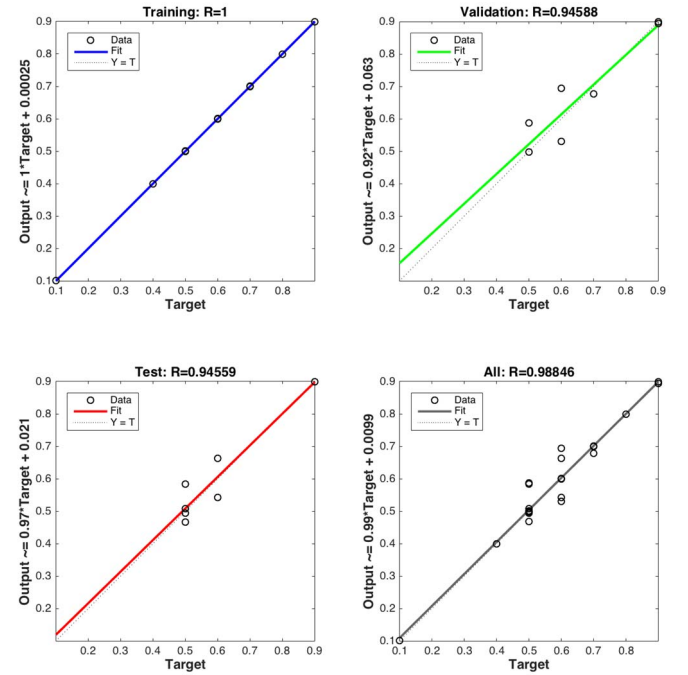 Training: R=1
Data
Fit
Y = T
Output ~= 1*Target + 0.00025
0.9
0.8
0.7
0.6
0.5
0.4
0.3
0.2
0.1
0.1 0.2 0.3 0.4 0.5 0.6 0.7 0.8 0.9
Target
Validation: R=0.94588
Data
Fit
Y = T
Output ~= 0.92*Target + 0.063
0.9
0.8
0.7
0.6
0.5
0.4
0.3
0.2
0.2 0.3 0.4 0.5 0.6 0.7 0.8 0.9
Target
Test: R=0.94559
Data
Fit
Y = T
Output ~= 0.97*Target + 0.021
0.9
0.8
0.7
0.6
0.5
0.4
0.3
0.2
0.2 0.3 0.4 0.5 0.6 0.7 0.8 0.9
Target
All: R=0.98846
Data
Fit
Y = T
Output ~= 0.99*Target + 0.0099
0.9
0.8
0.7
0.6
0.5
0.4
0.3
0.2
0.1
0.1 0.2 0.3 0.4 0.5 0.6 0.7 0.8 0.9
Target